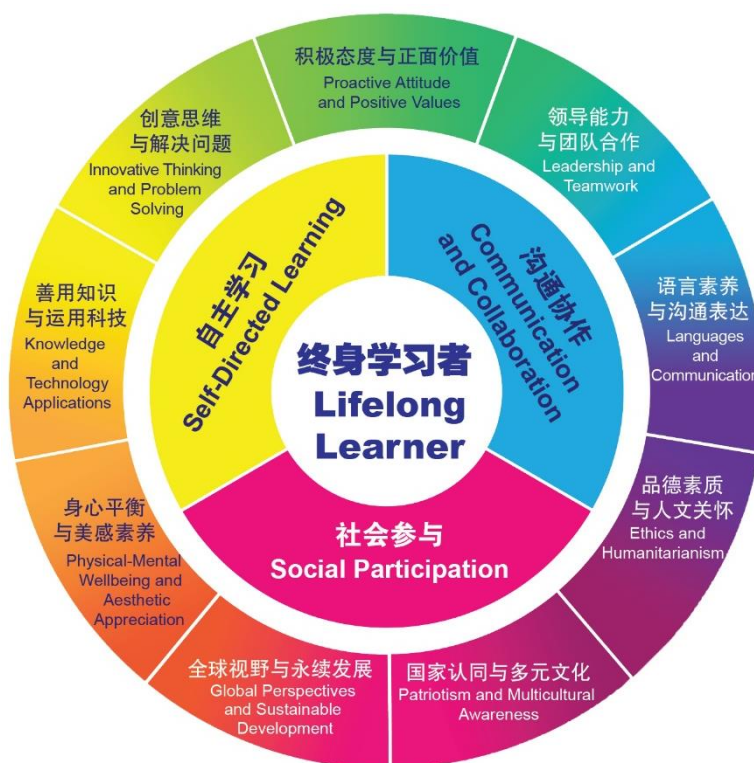 终身学习者
Lifelong
Learner
自主学习
Self-Directed Learning
沟通协作
Communication
and Collaboration
社会参与
Social Participation
积极态度与正面价值
Proactive Attitude
and Positive Values
领导能力
与团队合作
Leadership and
Teamwork
语言素养
与沟通表达
Languages
and
Communication
品德素质
与人文关怀
Ethics and
Humanitarianism
国家认同与多元文化
Patriotism and Multicultural
Awareness
全球视野与永续发展
Global Perspectives
and Sustainable
Development
身心平衡
与美感素养
Physical-Mental
Wellbeing and
Aesthetic
Appreciation
善用知识
与运用科技
Knowledge
and
Technology
Applications
创意思维
与解决问题
Innovative Thinking
and Problem
Solving